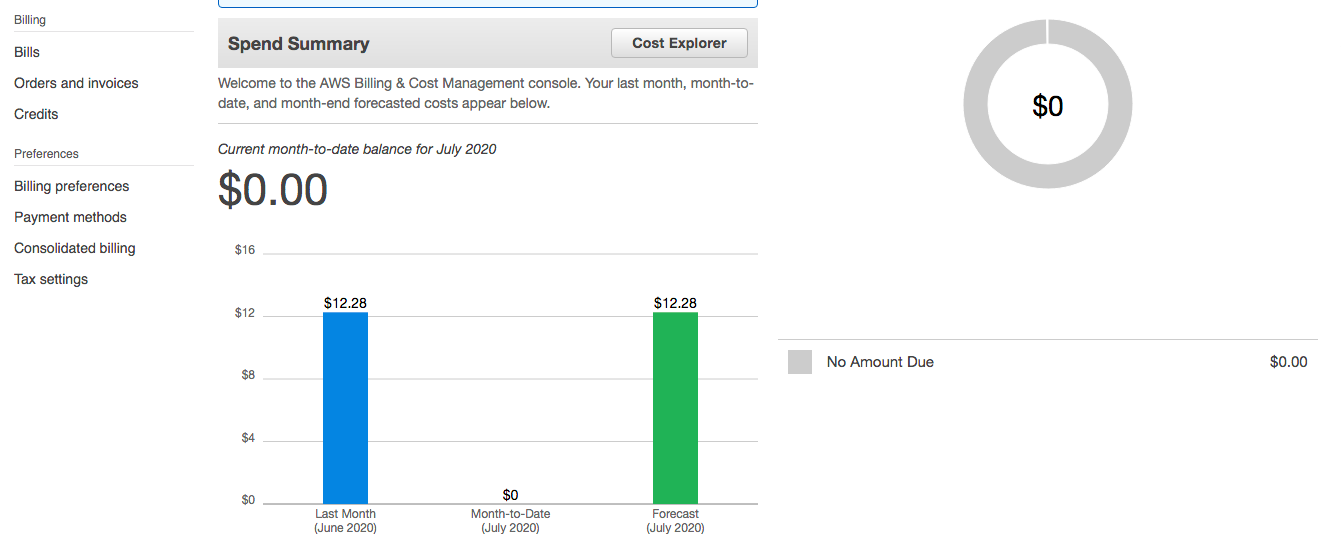 Billing
Bills
Orders and invoices
Credits
Preferences
Billing preferences
Payment methods
Consolidated billing
Tax settings
Spend Summary
Cost Explorer
Welcome to the AWS Billing & Cost Management console. Your last month, month-to-
date, and month-end forecasted costs appear below.
Current month-to-date balance for July 2020
$0.00
$16
$12
$8
$4
$0
$12.28
$0
$12.28
Last Month
(June 2020)
Month-to-Date
(July 2020)
Forecast
(July 2020)
$0
No Amount Due
$0.00